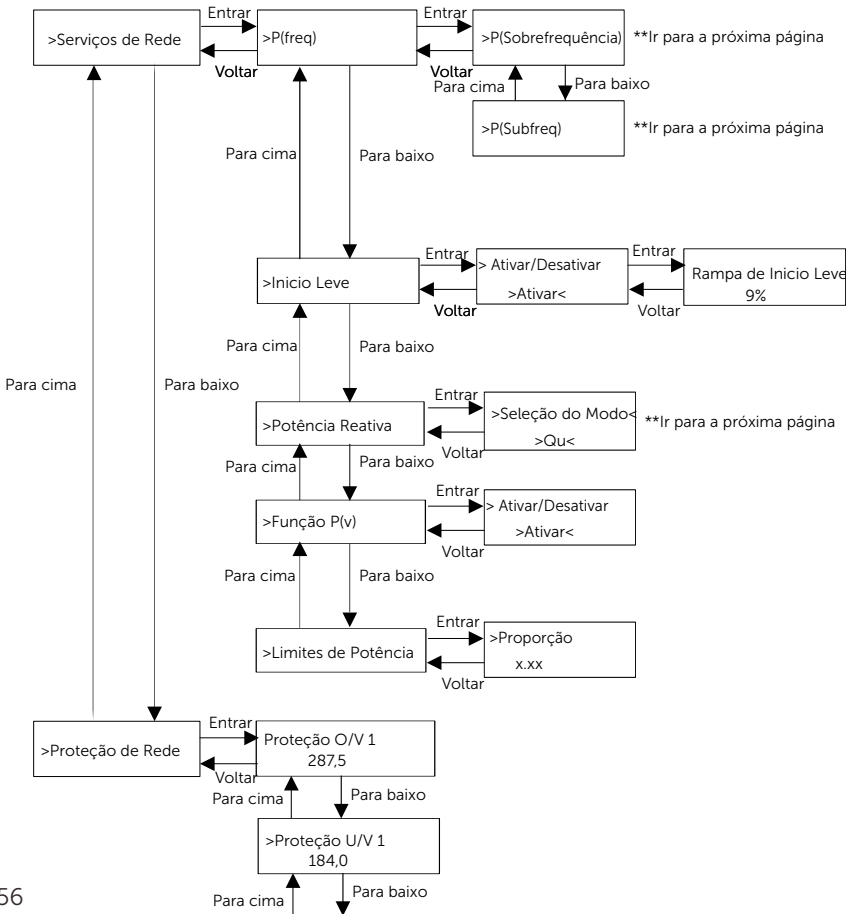 Entrar
Entrar
>Serviços de Rede
>P(freq)
>P(Sobrefrequência)
**Ir para a próxima página
Voltar
Voltar
Para cima
Para baixo
>P(Subfreq)
**Ir para a próxima página
Para cima
Para baixo
Entrar
Entrar
>Inicio Leve
> Ativar/Desativar
>Ativar<
Rampa de Inicio Leve
9%
Voltar
Voltar
Para cima
Para baixo
Para cima
Para baixo
Entrar
>Potência Reativa
>Seleção do Modo<
>Qu<
**Ir para a próxima página
Voltar
Para cima
Para baixo
Entrar
>Função P(v)
> Ativar/Desativar
>Ativar<
Voltar
Para cima
Para baixo
Entrar
>Limites de Potência
>Proporção
x.xx
Voltar
Entrar
>Proteção de Rede
Proteção O/V 1
287,5
Voltar
Para cima
Para baixo
>Proteção U/V 1
184,0
Para cima
Para baixo
56